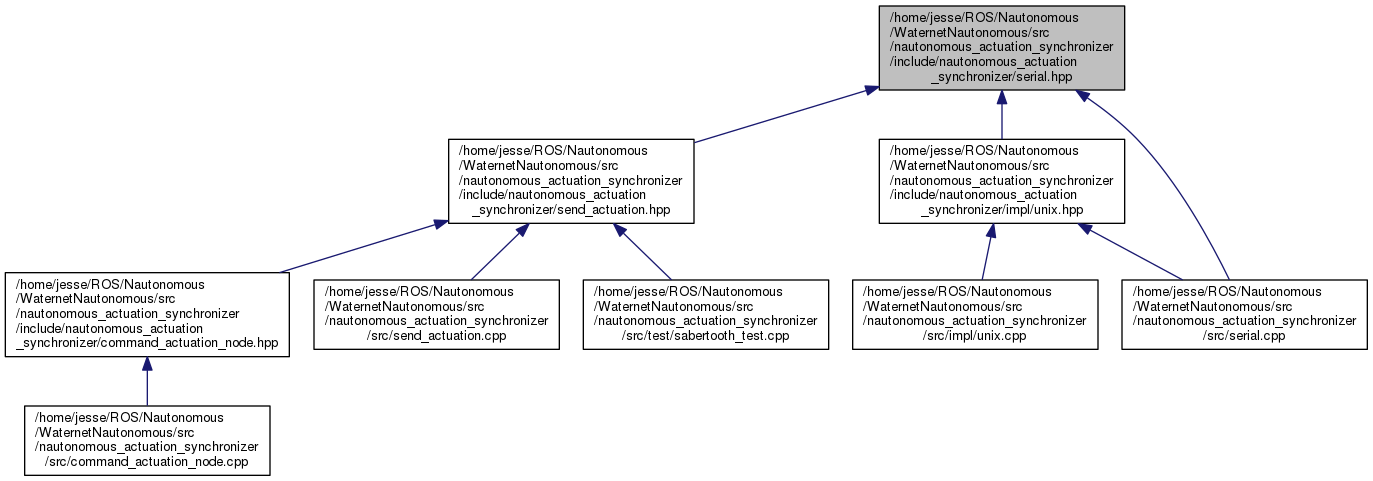 /home/jesse/ROS/Nautonomous
/WaternetNautonomous/src
/nautonomous_actuation_synchronizer
/include/nautonomous_actuation
_synchronizer/serial.hpp
/home/jesse/ROS/Nautonomous
/WaternetNautonomous/src
/nautonomous_actuation_synchronizer
/include/nautonomous_actuation
_synchronizer/send_actuation.hpp
/home/jesse/ROS/Nautonomous
/WaternetNautonomous/src
/nautonomous_actuation_synchronizer
/include/nautonomous_actuation
_synchronizer/impl/unix.hpp
/home/jesse/ROS/Nautonomous
/WaternetNautonomous/src
/nautonomous_actuation_synchronizer
/include/nautonomous_actuation
_synchronizer/command_actuation_node.hpp
/home/jesse/ROS/Nautonomous
/WaternetNautonomous/src
/nautonomous_actuation_synchronizer
/src/send_actuation.cpp
/home/jesse/ROS/Nautonomous
/WaternetNautonomous/src
/nautonomous_actuation_synchronizer
/src/test/sabertooth_test.cpp
/home/jesse/ROS/Nautonomous
/WaternetNautonomous/src
/nautonomous_actuation_synchronizer
/src/impl/unix.cpp
/home/jesse/ROS/Nautonomous
/WaternetNautonomous/src
/nautonomous_actuation_synchronizer
/src/serial.cpp
/home/jesse/ROS/Nautonomous
/WaternetNautonomous/src
/nautonomous_actuation_synchronizer
/src/command_actuation_node.cpp